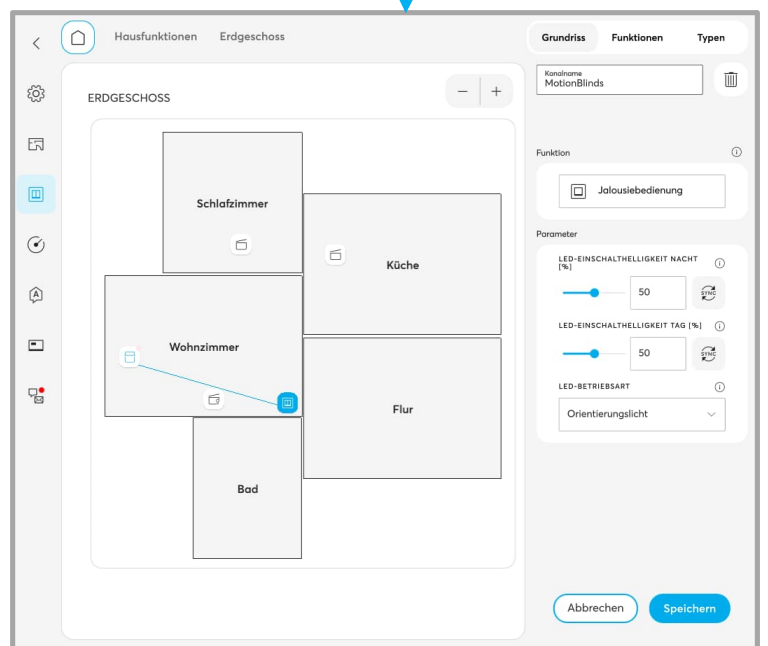 Hausfunktionen Erdgeschoss
Grundriss Funktionen Typen
ERDGESCHOSS
− +
Schlafzimmer
Küche
Wohnzimmer
Flur
Bad
Kanalname
MotionBlinds
Funktion
Jalousiebedienung
Parameter
LED-EINSCHALTHELLIGKEIT NACHT
[%]
50
SYNC
LED-EINSCHALTHELLIGKEIT TAG [%]
50
SYNC
LED-BETRIEBSART
Orientierungslicht
Abbrechen Speichern